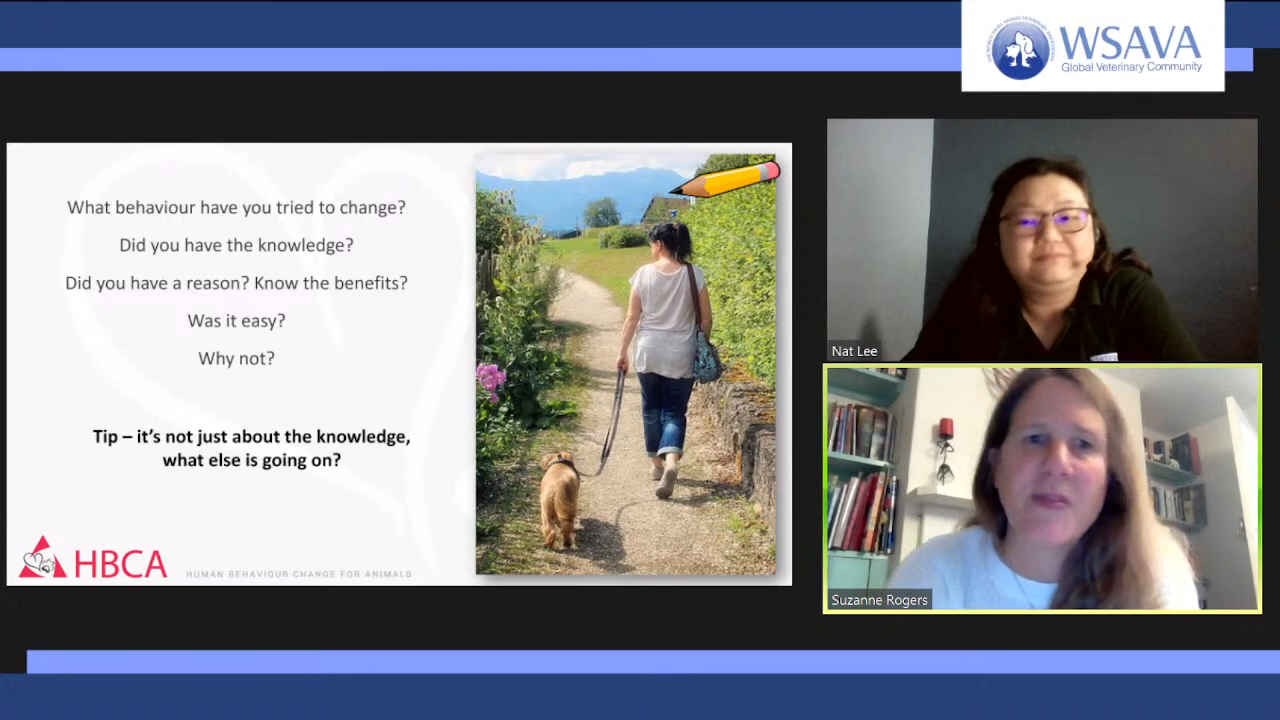 WSAVA
Global Veterinary Community
What behaviour have you tried to change?
Did you have the knowledge?
Did you have a reason? Know the benefits?
Was it easy?
Why not?
Tip – it's not just about the knowledge,
what else is going on?
HBCA
HUMAN BEHAVIOUR CHANGE FOR ANIMALS
Nat Lee
Suzanne Rogers